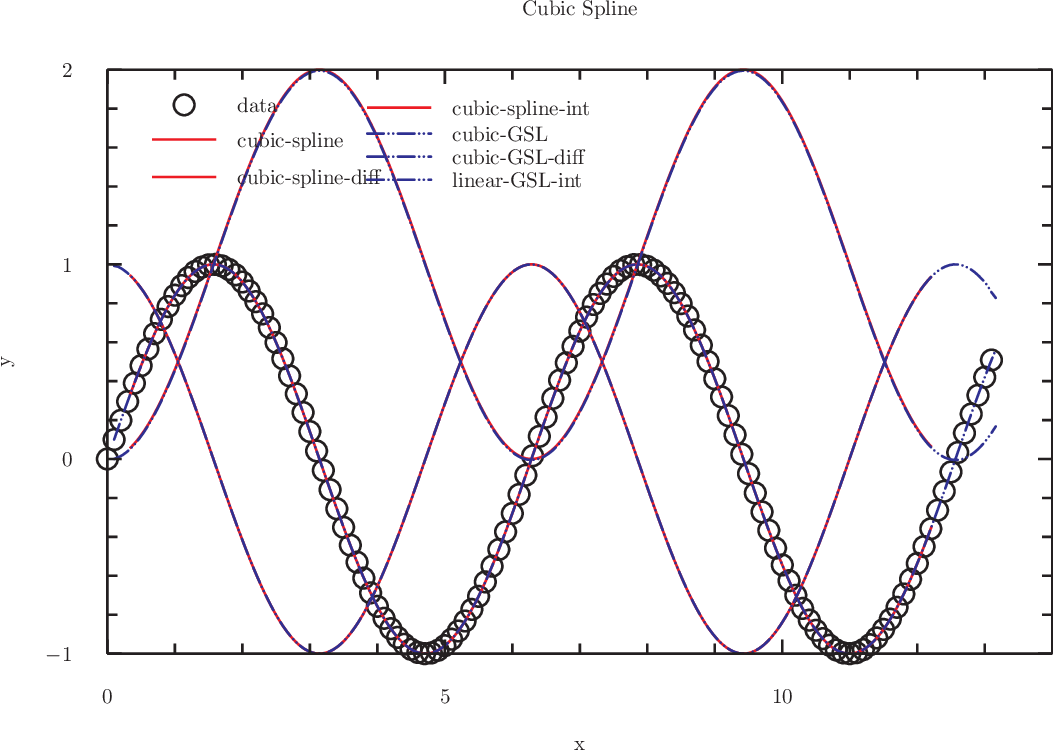 Cubic Spline
2
1
0
−1
y
data
cubic-spline
cubic-spline-diff
cubic-spline-int
cubic-GSL
cubic-GSL-diff
linear-GSL-int
0
5
10
x